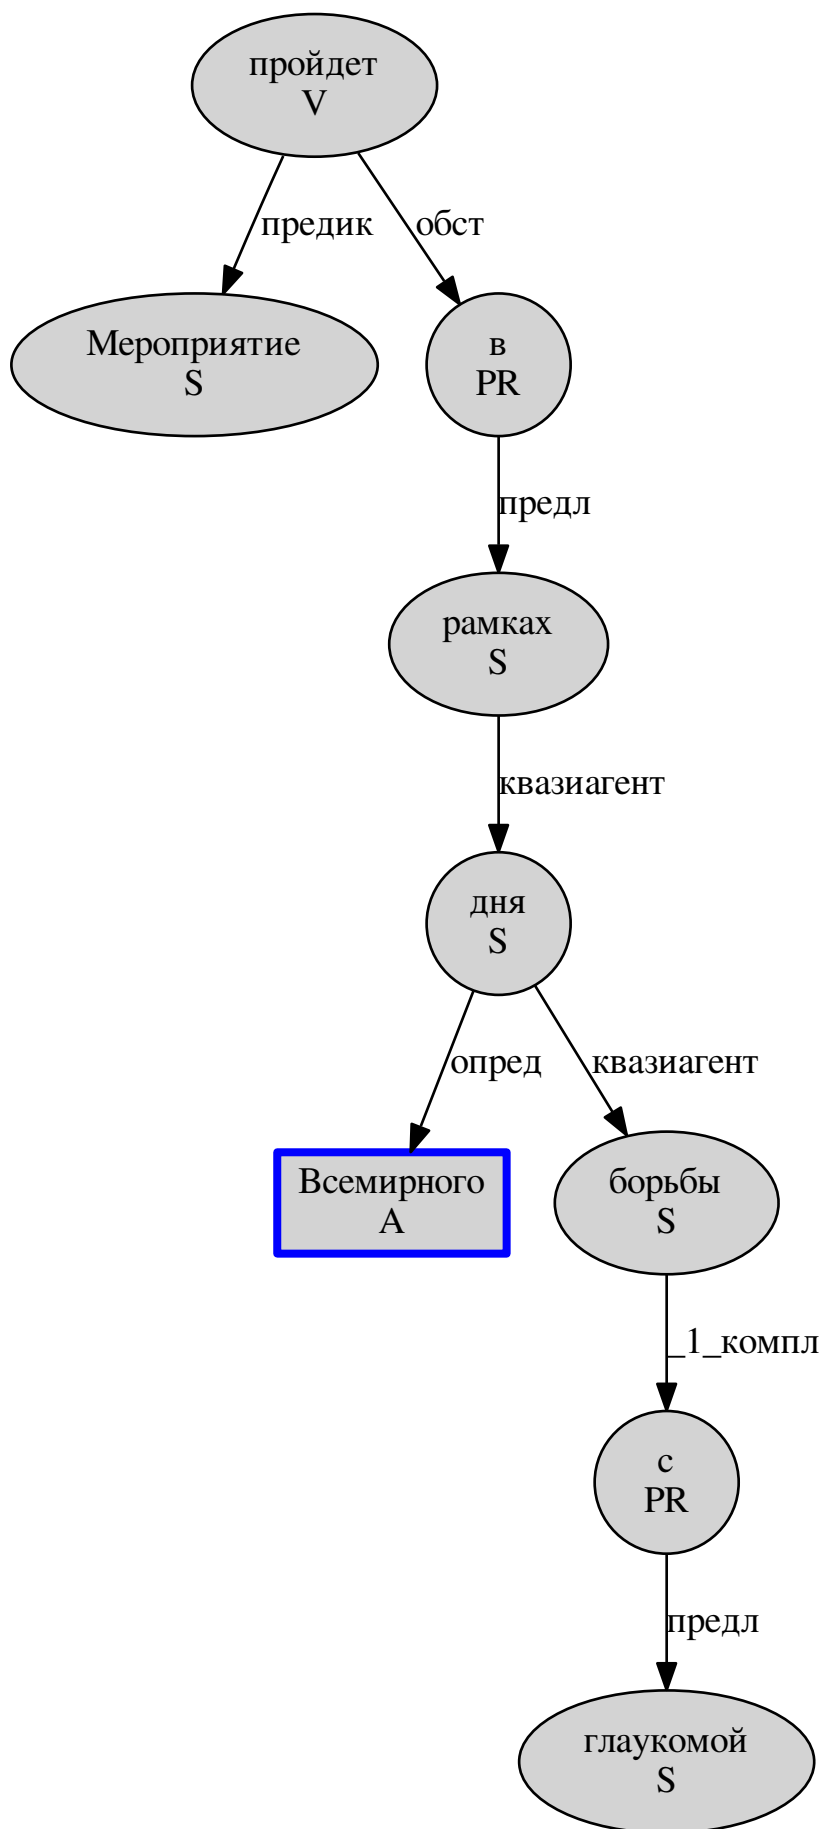 пройдет
V
предик
обст
Мероприятие
S
в
PR
предл
рамках
S
квазиагент
дня
S
опред
квазиагент
Всемирного
A
борьбы
S
_1_компл
с
PR
предл
глаукомой
S